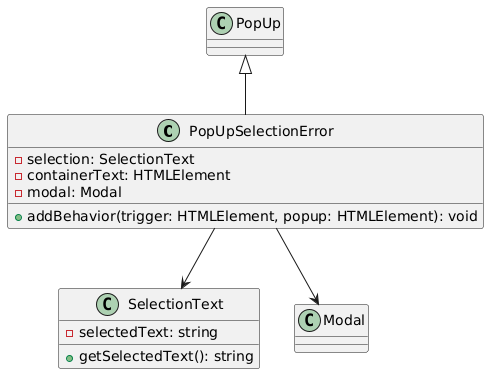 C PopUp
C PopUpSelectionError
selection: SelectionText
containerText: HTMLElement
modal: Modal
addBehavior(trigger: HTMLElement, popup: HTMLElement): void
C SelectionText
selectedText: string
getSelectedText(): string
C Modal